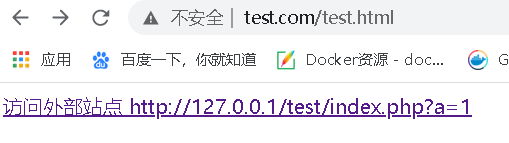 不安全 | test.com/test.html
应用 百度一下，你就知道 Docker资源 - doc... G
访问外部站点 http://127.0.0.1/test/index.php?a=1